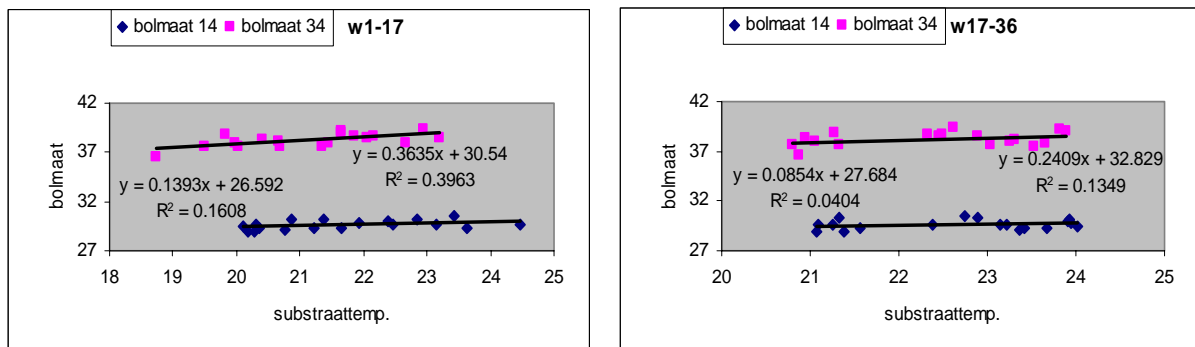 bolmaat 14 bolmaat 34 w1-17
42
37
32
27
bolmaat
y = 0.3635x + 30.54
R² = 0.3963
y = 0.1393x + 26.592
R² = 0.1608
18 19 20 21 22 23 24 25
substraattemp.
bolmaat 14 bolmaat 34 w17-36
42
37
32
27
bolmaat
y = 0.2409x + 32.829
R² = 0.1349
y = 0.0854x + 27.684
R² = 0.0404
20 21 22 23 24 25
substraattemp.